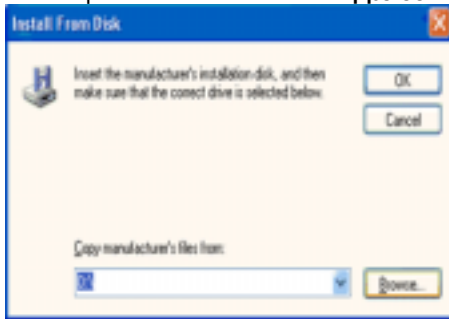 Install From Disk
Insert the manufacturer's installation disk, and then
make sure that the correct drive is selected below.
OK
Cancel
Copy manufacturer's files from:
Browse...